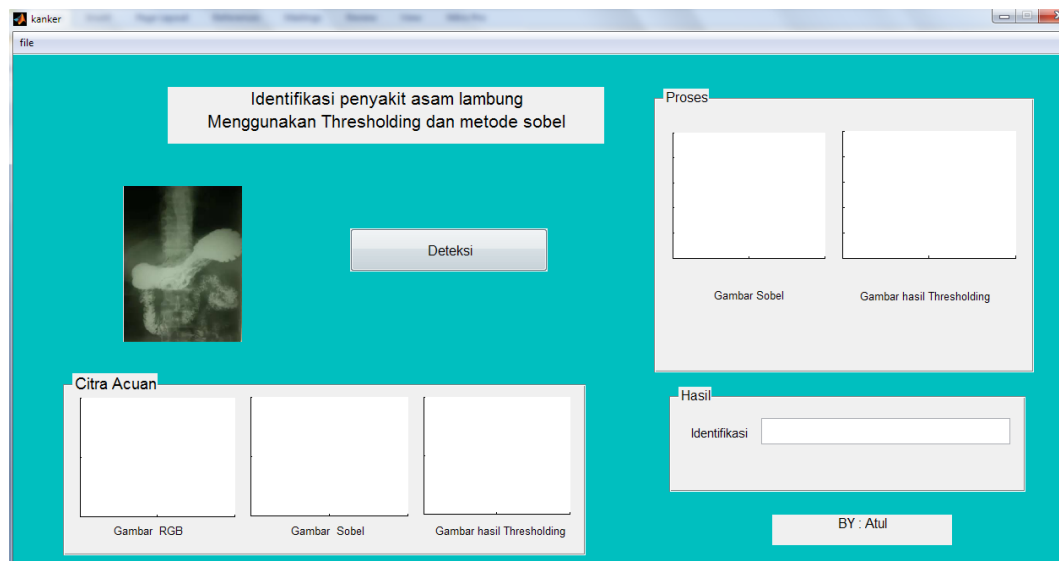 kanker
file
Identifikasi penyakit asam lambung
Menggunakan Thresholding dan metode sobel
Deteksi
Proses
Gambar Sobel
Gambar hasil Thresholding
Citra Acuan
Gambar RGB
Gambar Sobel
Gambar hasil Thresholding
Hasil
Identifikasi
BY : Atul